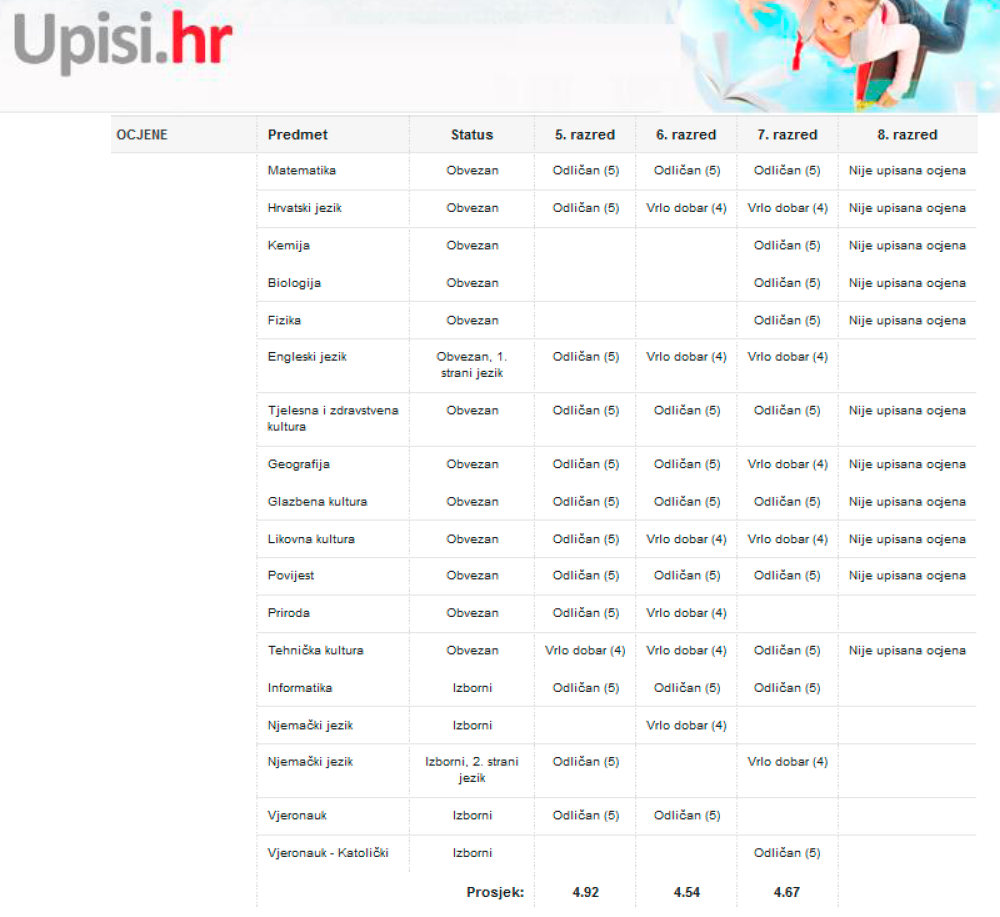 Upisi.hr
OCJENE Predmet Status 5. razred 6. razred 7. razred 8. razred
Matematika Obvezan Odličan (5) Odličan (5) Odličan (5) Nije upisana ocjena
Hrvatski jezik Obvezan Odličan (5) Vrlo dobar (4) Vrlo dobar (4) Nije upisana ocjena
Kemija Obvezan Odličan (5) Nije upisana ocjena
Biologija Obvezan Odličan (5) Nije upisana ocjena
Fizika Obvezan Odličan (5) Nije upisana ocjena
Engleski jezik Obvezan, 1. Odličan (5) Vrlo dobar (4) Vrlo dobar (4)
strani jezik
Tjelesna i zdravstvena Obvezan Odličan (5) Odličan (5) Odličan (5) Nije upisana ocjena
kultura
Geografija Obvezan Odličan (5) Odličan (5) Vrlo dobar (4) Nije upisana ocjena
Glazbena kultura Obvezan Odličan (5) Odličan (5) Odličan (5) Nije upisana ocjena
Likovna kultura Obvezan Odličan (5) Vrlo dobar (4) Vrlo dobar (4) Nije upisana ocjena
Povijest Obvezan Odličan (5) Odličan (5) Odličan (5) Nije upisana ocjena
Priroda Obvezan Odličan (5) Vrlo dobar (4)
Tehnička kultura Obvezan Vrlo dobar (4) Vrlo dobar (4) Odličan (5) Nije upisana ocjena
Informatika Izborni Odličan (5) Odličan (5) Odličan (5)
Njemački jezik Izborni Vrlo dobar (4)
Njemački jezik Izborni, 2. strani Odličan (5) Vrlo dobar (4)
jezik
Vjeronauk Izborni Odličan (5) Odličan (5)
Vjeronauk - Katolički Izborni Odličan (5)
Prosjek: 4.92 4.54 4.67